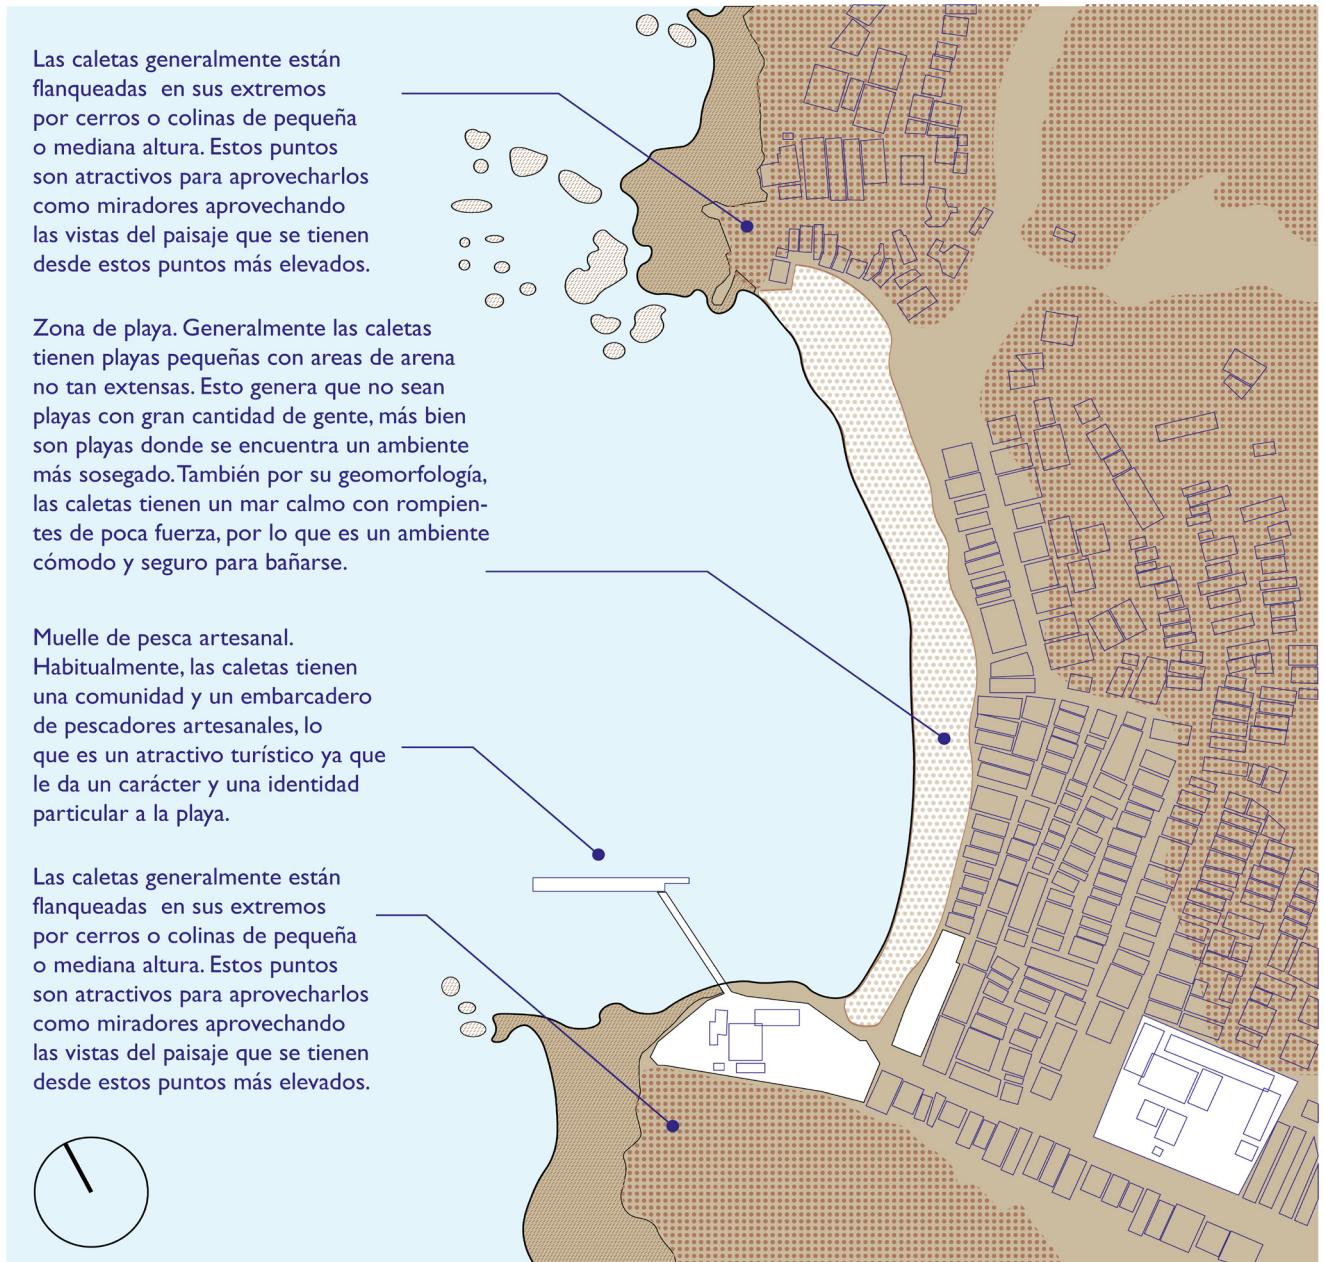 Las caletas generalmente están
flanqueadas en sus extremos
por cerros o colinas de pequeña
o mediana altura. Estos puntos
son atractivos para aprovecharlos
como miradores aprovechando
las vistas del paisaje que se tienen
desde estos puntos más elevados.
Zona de playa. Generalmente las caletas
tienen playas pequeñas con areas de arena
no tan extensas. Esto genera que no sean
playas con gran cantidad de gente, más bien
son playas donde se encuentra un ambiente
más sosegado. También por su geomorfología,
las caletas tienen un mar calmo con rompien-
tes de poca fuerza, por lo que es un ambiente
cómodo y seguro para bañarse.
Muelle de pesca artesanal.
Habitualmente, las caletas tienen
una comunidad y un embarcadero
de pescadores artesanales, lo
que es un atractivo turístico ya que
le da un carácter y una identidad
particular a la playa.
Las caletas generalmente están
flanqueadas en sus extremos
por cerros o colinas de pequeña
o mediana altura. Estos puntos
son atractivos para aprovecharlos
como miradores aprovechando
las vistas del paisaje que se tienen
desde estos puntos más elevados.